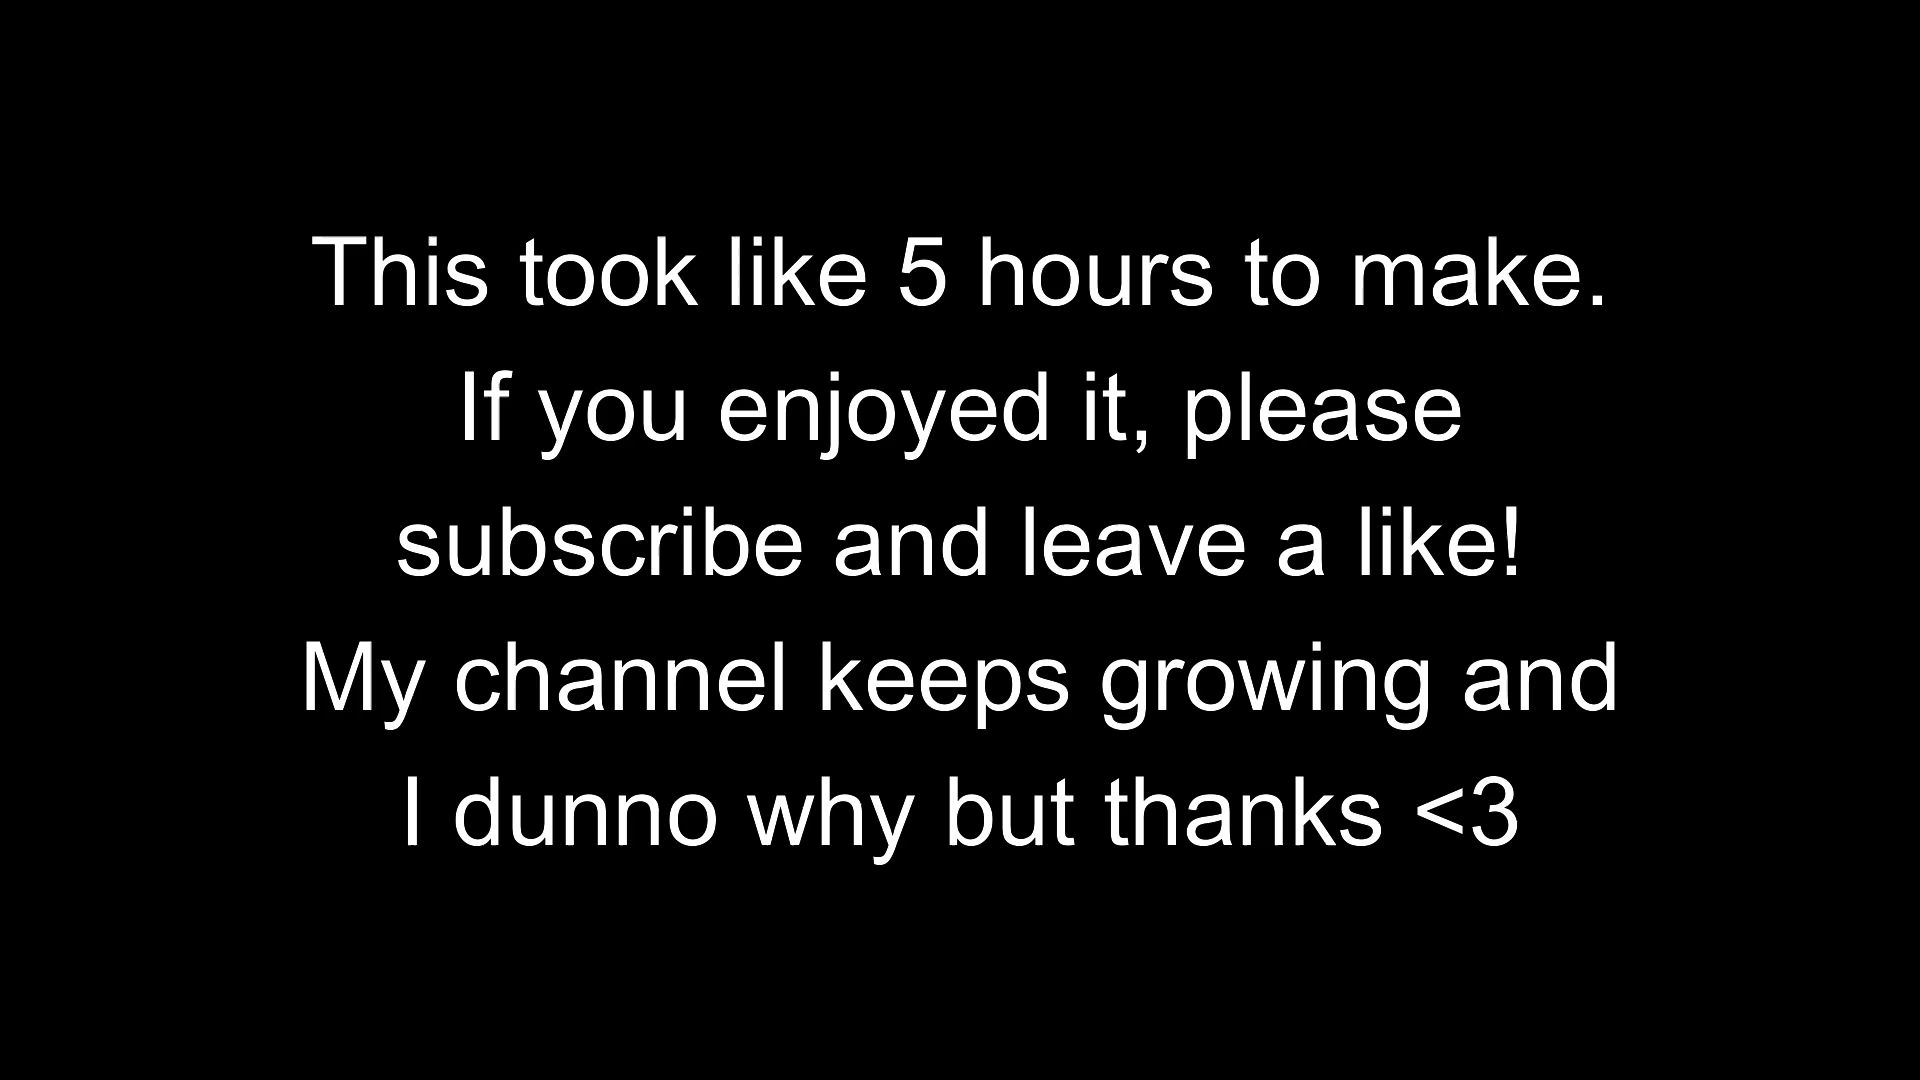 This took like 5 hours to make.
If you enjoyed it, please
subscribe and leave a like!
My channel keeps growing and
I dunno why but thanks <3